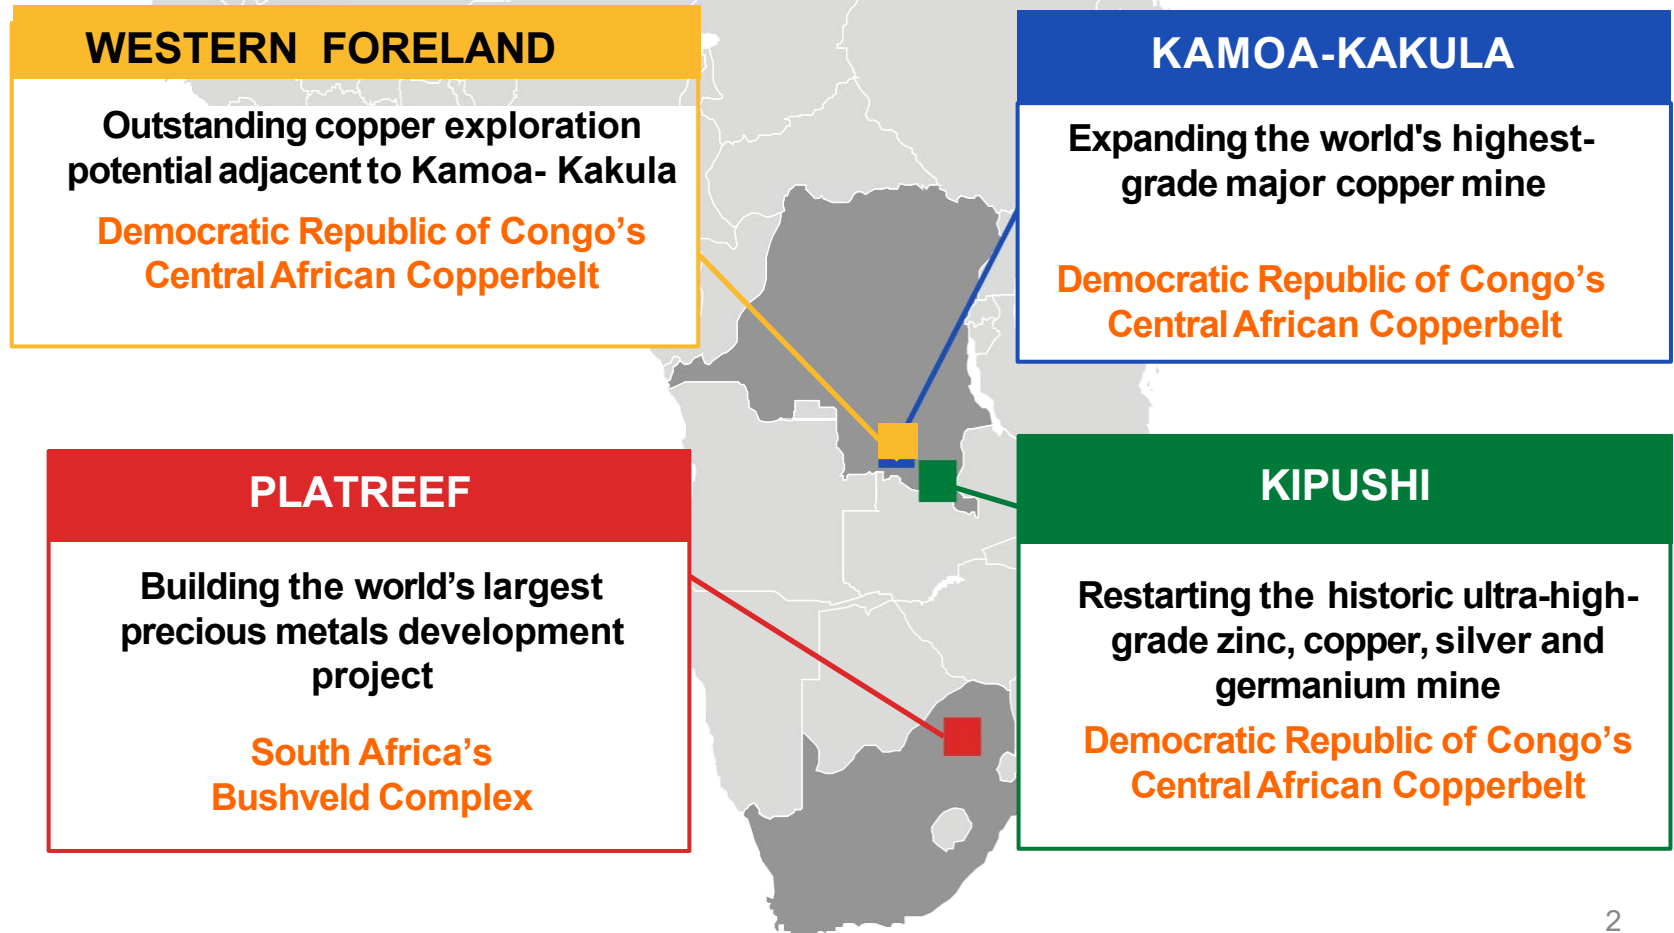 WESTERN FORELAND
Outstanding copper exploration
potential adjacent to Kamoa- Kakula
Democratic Republic of Congo’s
Central African Copperbelt
KAMOA-KAKULA
Expanding the world's highest-
grade major copper mine
Democratic Republic of Congo’s
Central African Copperbelt
PLATREEF
Building the world’s largest
precious metals development
project
South Africa’s
Bushveld Complex
KIPUSHI
Restarting the historic ultra-high-
grade zinc, copper, silver and
germanium mine
Democratic Republic of Congo’s
Central African Copperbelt
2